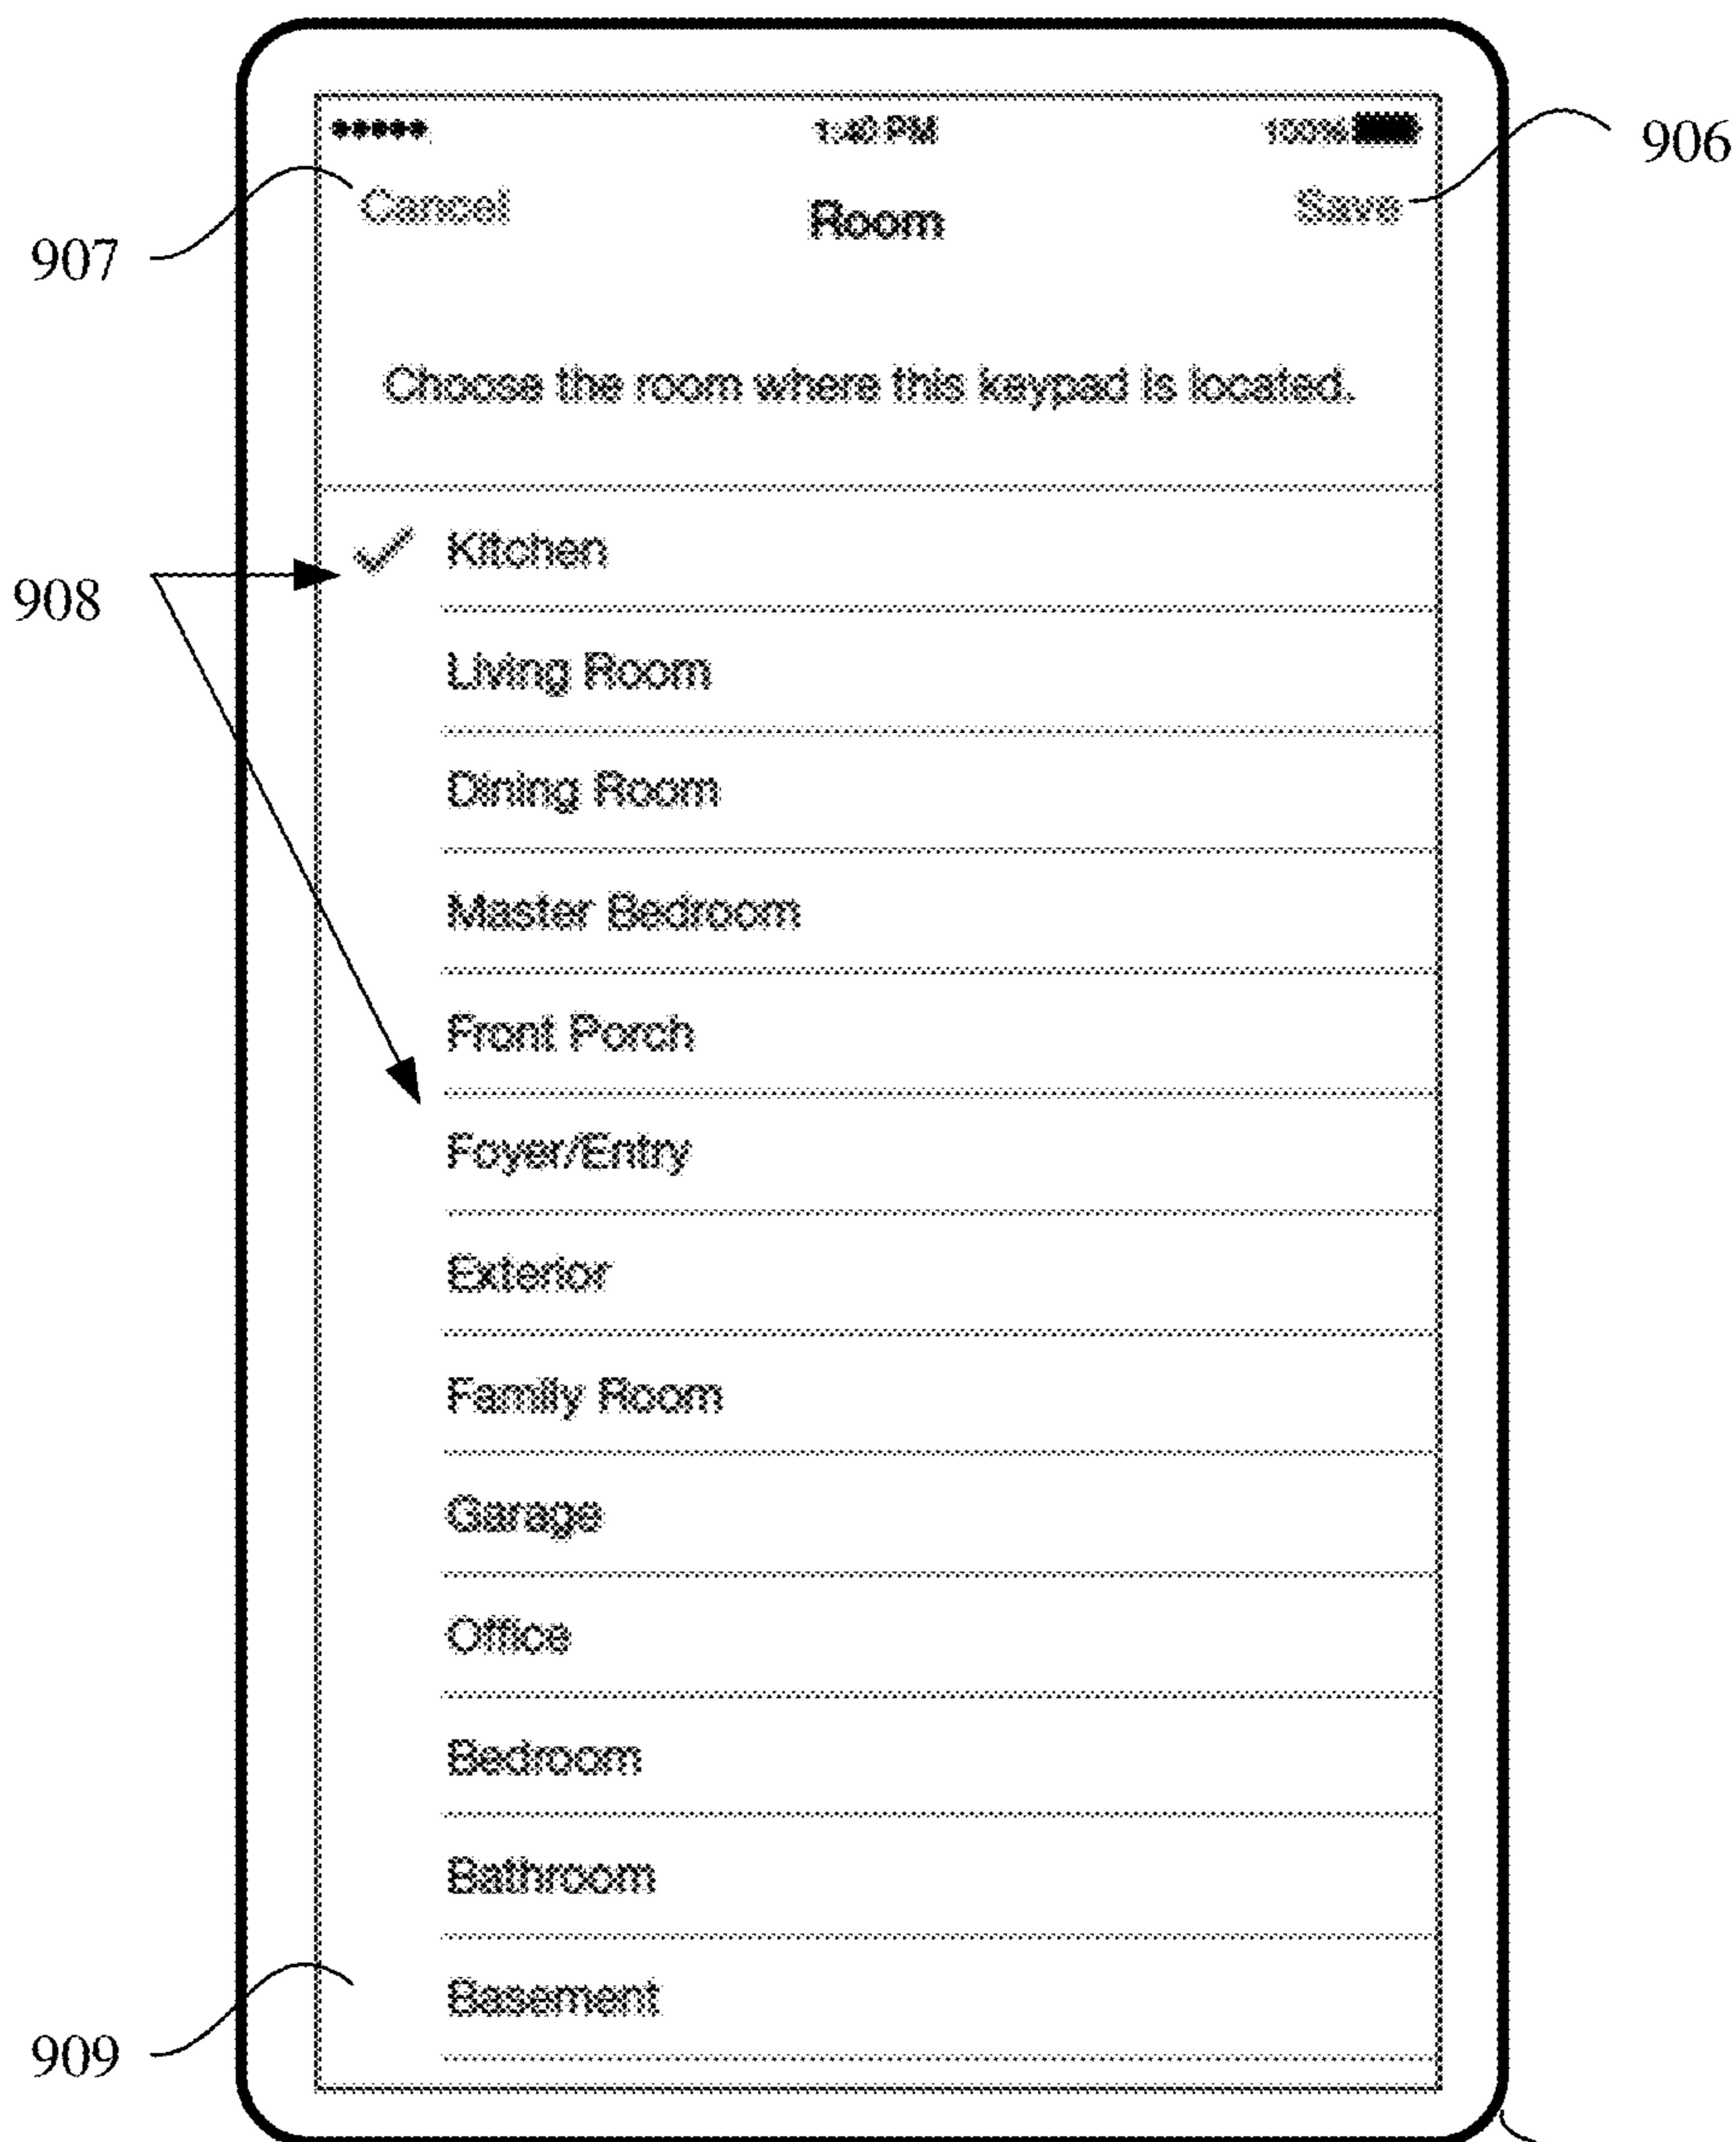 1:40 PM 100%
906
Cancel Room Save
907
Choose the room where this keypad is located.
Kitchen
908
Living Room
Dining Room
Master Bedroom
Front Porch
Foyer/Entry
Exterior
Family Room
Garage
Office
Bedroom
Bathroom
Basement
909